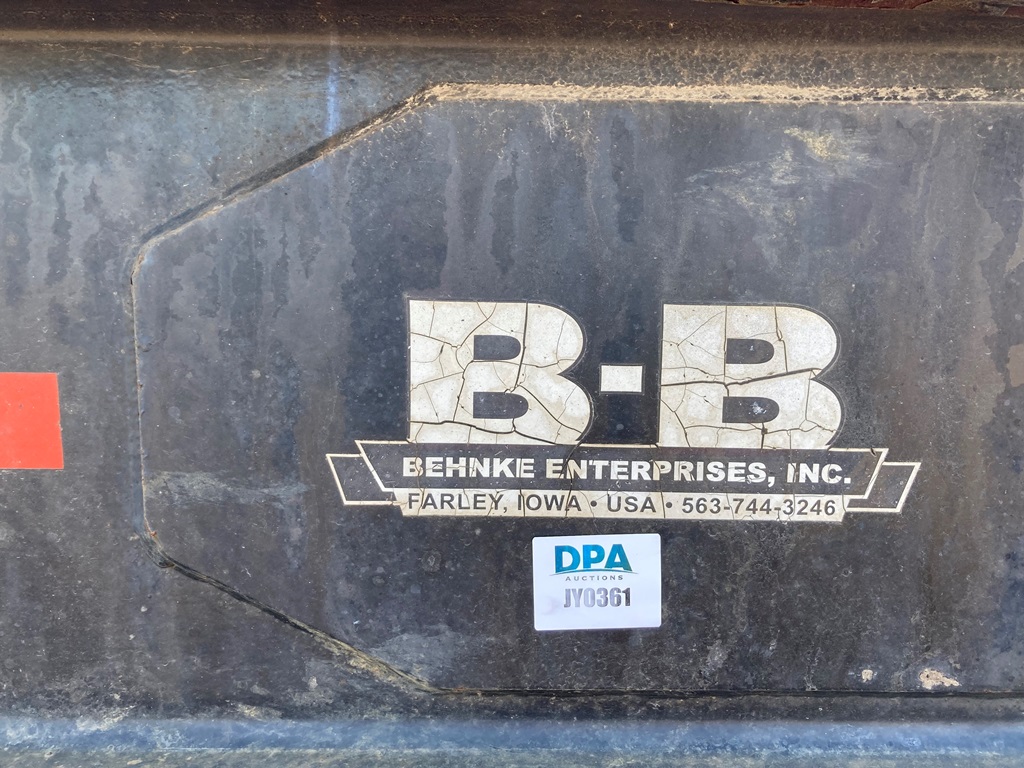 B-B
BEHNKE ENTERPRISES, INC.
FARLEY, IOWA • USA • 563-744-3246
DPA
AUCTIONS
JY0361